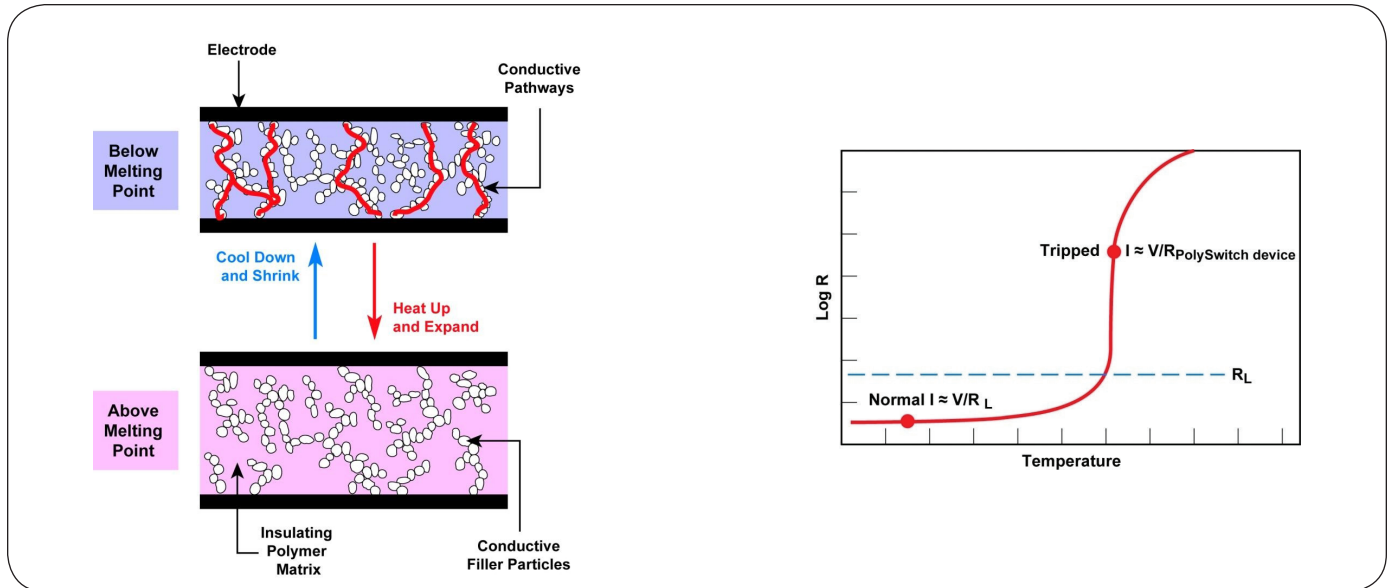 Electrode
Conductive
Pathways
Below
Melting
Point
Cool Down
and Shrink
Heat Up
and Expand
Above
Melting
Point
Insulating
Polymer
Matrix
Conductive
Filler Particles
Log R
Tripped I ≈ V/RPolySwitch device
RL
Normal I ≈ V/R L
Temperature